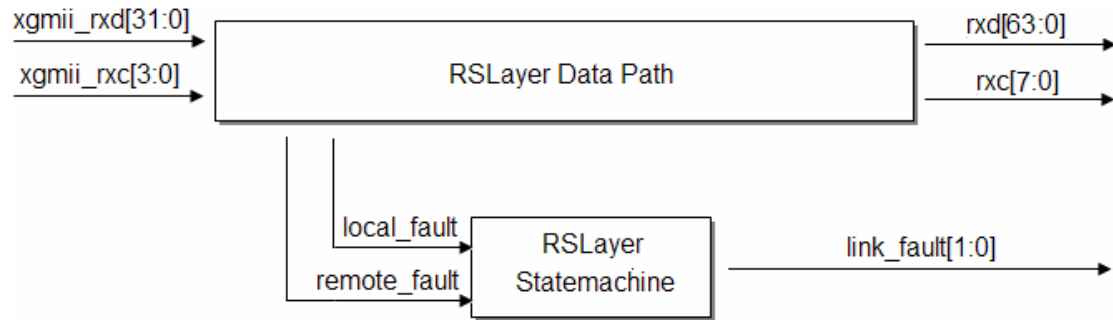 xgmii_rxd[31:0]
rxd[63:0]
xgmii_rxc[3:0]
RSLayer Data Path
rxc[7:0]
local_fault
RSLayer
Statemachine
link_fault[1:0]
remote_fault